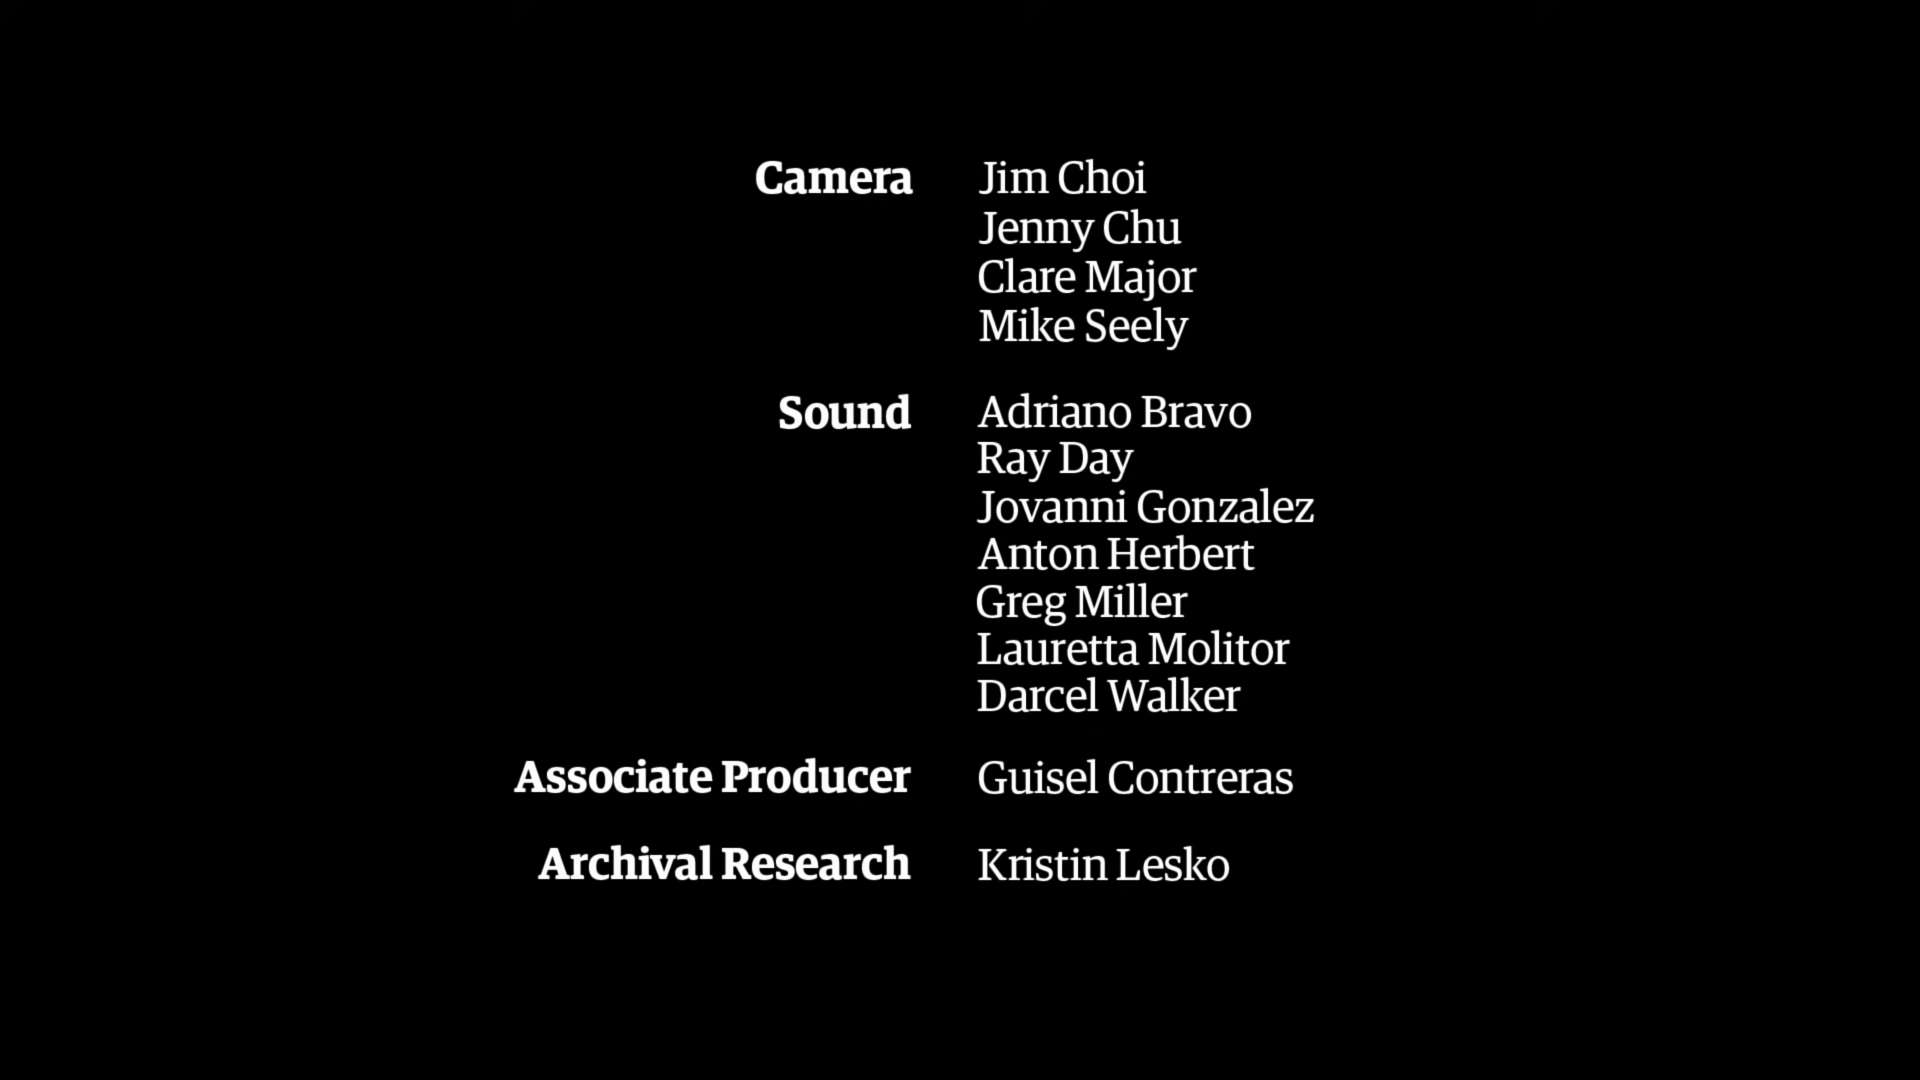 Camera Jim Choi
Jenny Chu
Clare Major
Mike Seely
Sound Adriano Bravo
Ray Day
Jovanni Gonzalez
Anton Herbert
Greg Miller
Lauretta Molitor
Darcel Walker
Associate Producer Guisel Contreras
Archival Research Kristin Lesko